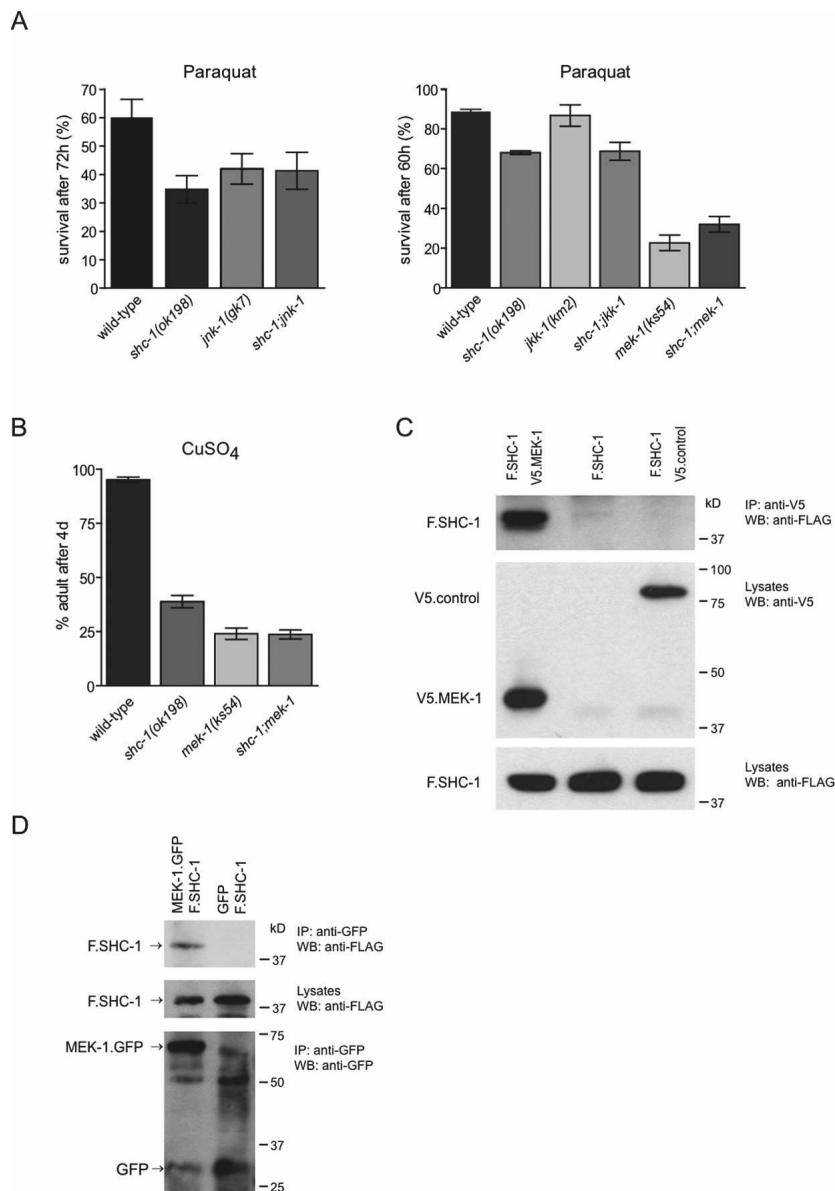 A
Paraquat
survival after 72h (%)
70
60
50
40
30
20
10
0
wild-type
shc-1(ok198)
jnk-1(gk7)
shc-1;jnk-1
Paraquat
survival after 60h (%)
100
80
60
40
20
0
wild-type
shc-1(ok198)
jkk-1(km2)
shc-1;jkk-1
mek-1(ks54)
shc-1;mek-1
B
CuSO4
% adult after 4d
100
75
50
25
0
wild-type
shc-1(ok198)
mek-1(ks54)
shc-1;mek-1
C
F.SHC-1
V5.MEK-1
F.SHC-1
F.SHC-1
V5.control
F.SHC-1
kD
37
IP: anti-V5
WB: anti-FLAG
V5.control
V5.MEK-1
100
75
50
37
Lysates
WB: anti-V5
F.SHC-1
37
Lysates
WB: anti-FLAG
D
MEK-1.GFP
F.SHC-1
GFP
F.SHC-1
F.SHC-1
kD
37
IP: anti-GFP
WB: anti-FLAG
F.SHC-1
37
Lysates
WB: anti-FLAG
MEK-1.GFP
GFP
75
50
37
25
IP: anti-GFP
WB: anti-GFP